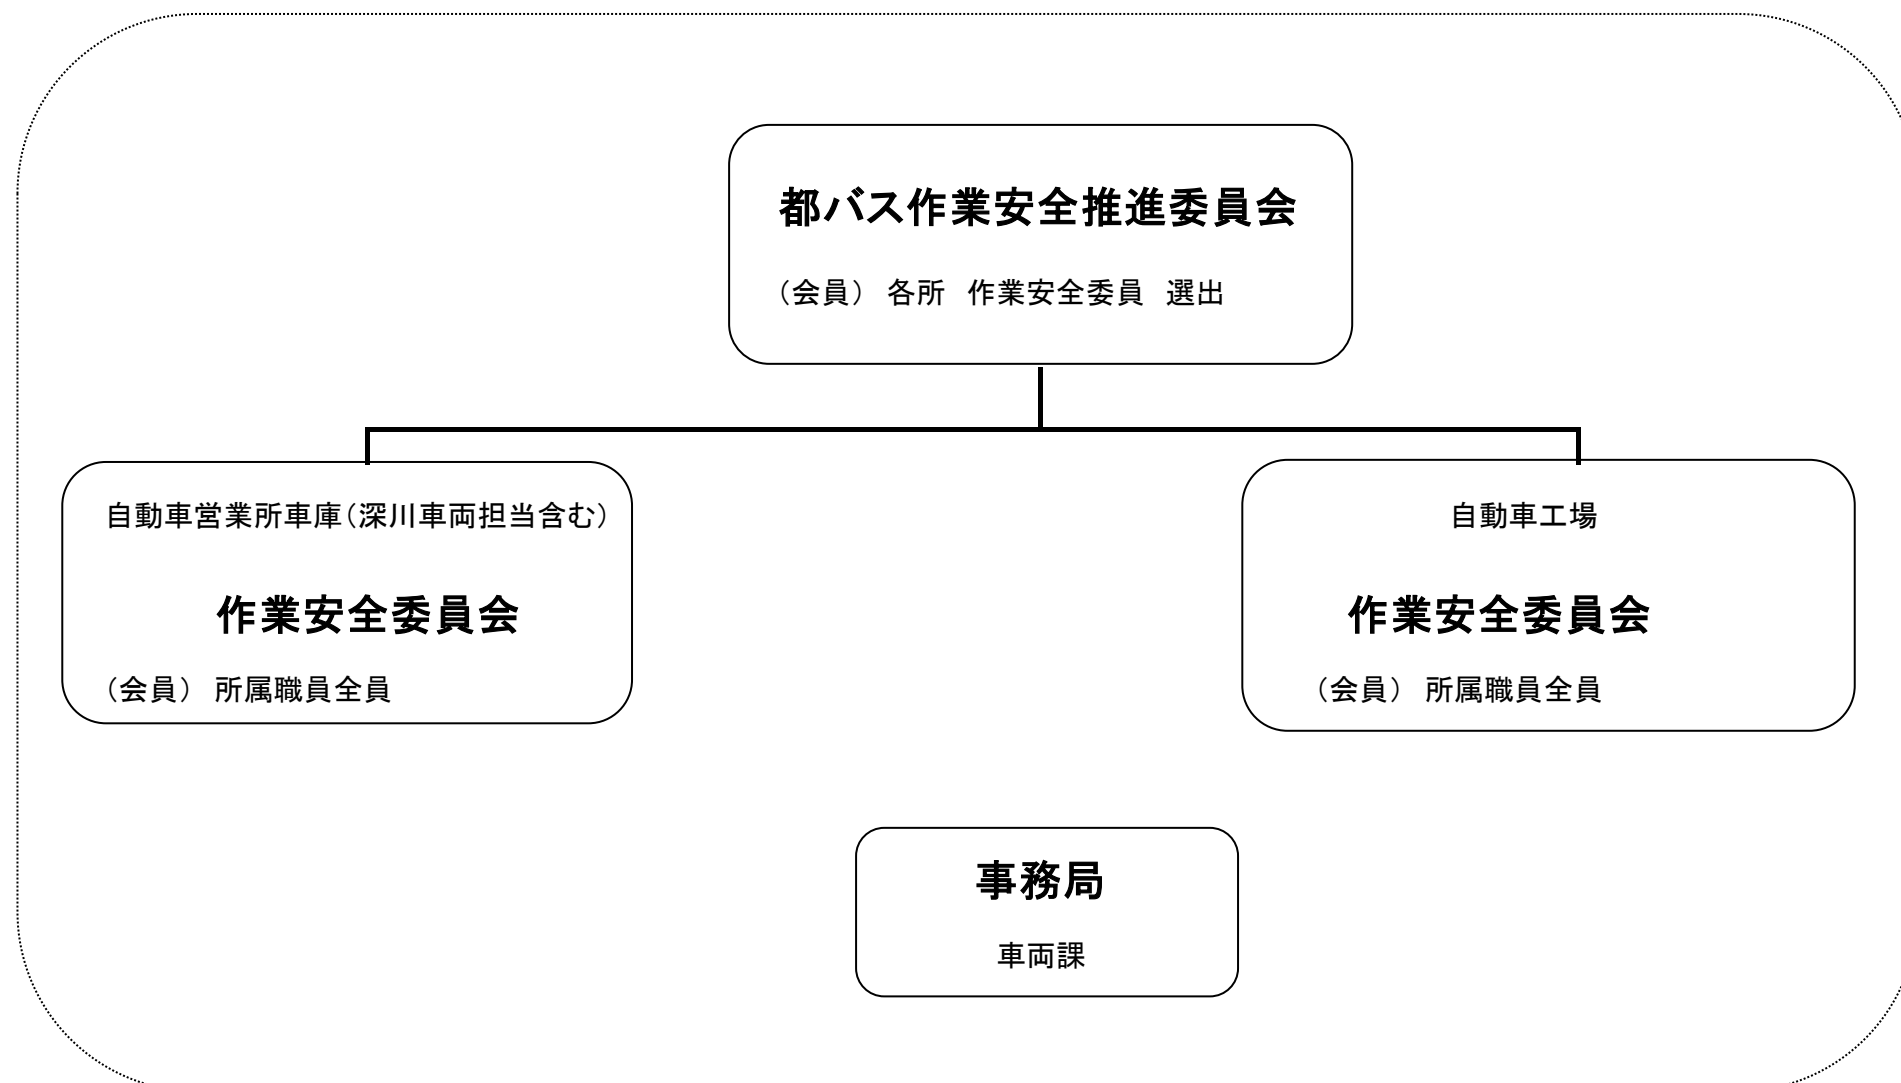 都バス作業安全推進委員会
（会員） 各所　作業安全委員　選出
自動車営業所車庫（深川車両担当含む）
作業安全委員会
（会員） 所属職員全員
自動車工場
作業安全委員会
（会員） 所属職員全員
事務局
車両課